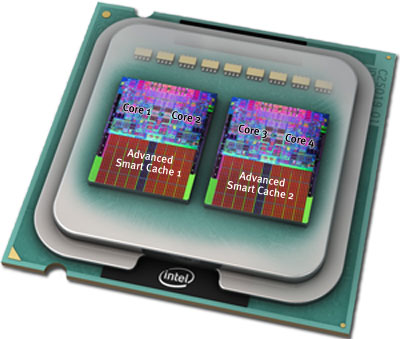 Core 1
Core 2
Core 3
Core 4
Advanced
Smart Cache 1
Advanced
Smart Cache 2
intel